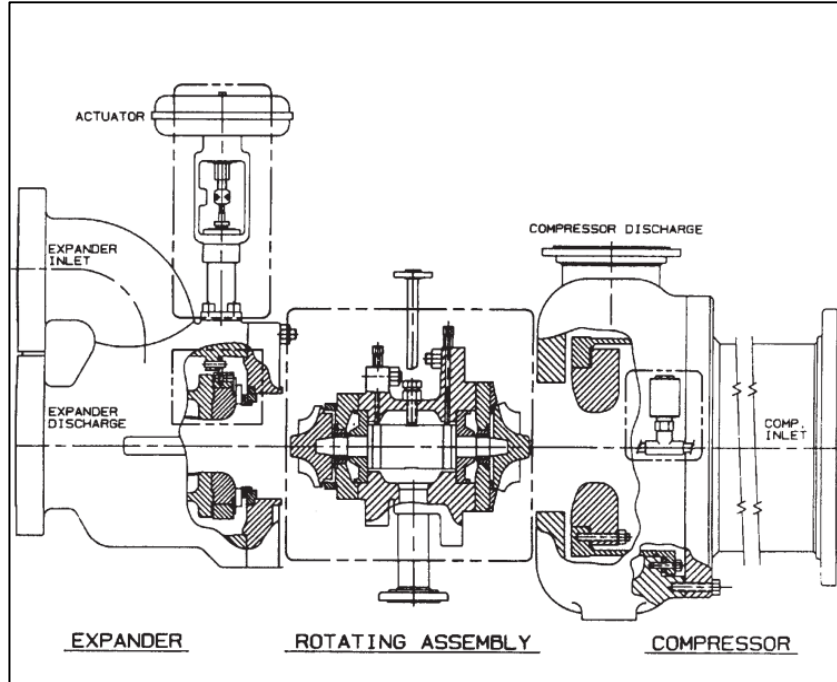 ACTUATOR
EXPANDER
INLET
COMPRESSOR DISCHARGE
EXPANDER
DISCHARGE
COMP.
INLET
EXPANDER
ROTATING ASSEMBLY
COMPRESSOR